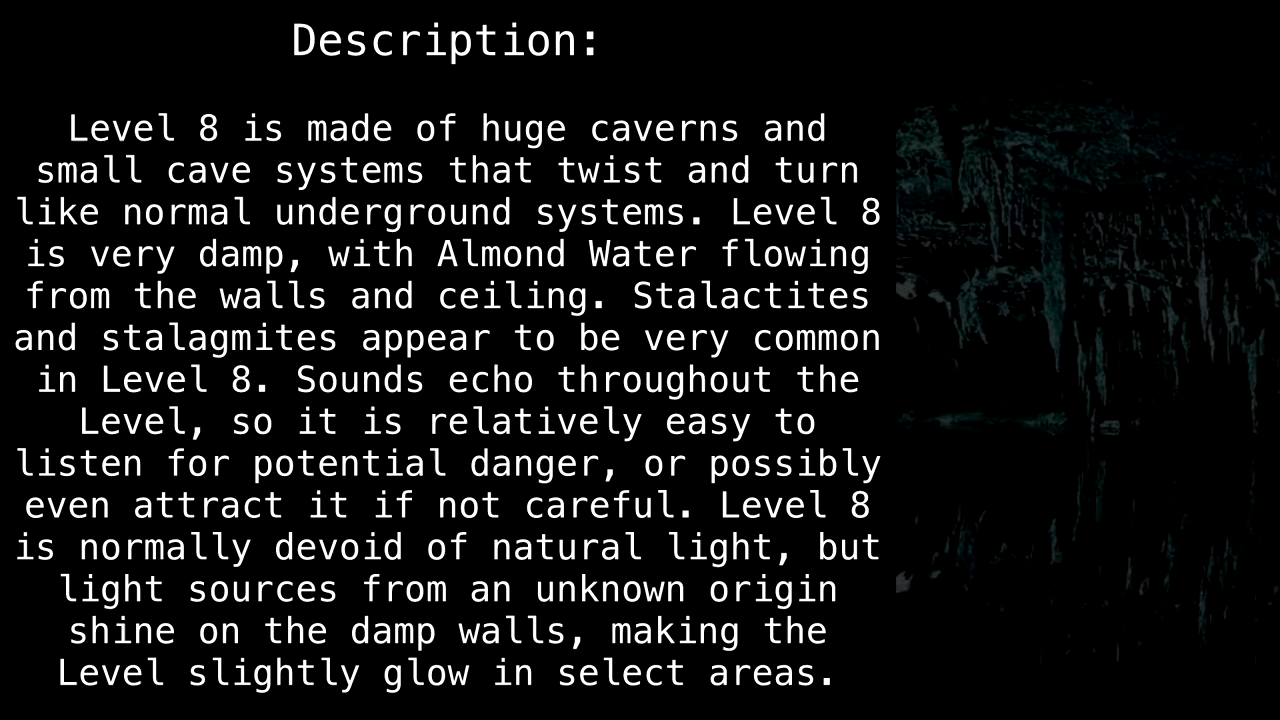 Description:
Level 8 is made of huge caverns and
small cave systems that twist and turn
like normal underground systems. Level 8
is very damp, with Almond Water flowing
from the walls and ceiling. Stalactites
and stalagmites appear to be very common
in Level 8. Sounds echo throughout the
Level, so it is relatively easy to
listen for potential danger, or possibly
even attract it if not careful. Level 8
is normally devoid of natural light, but
light sources from an unknown origin
shine on the damp walls, making the
Level slightly glow in select areas.